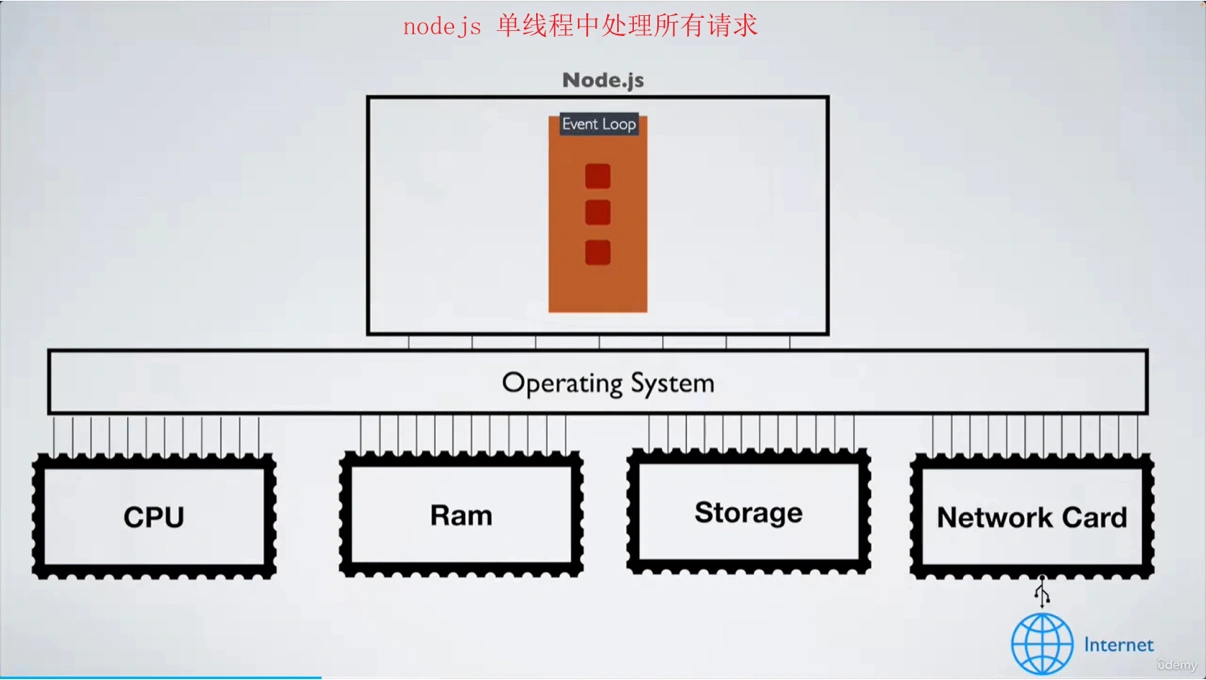 nodejs 单线程中处理所有请求
Node.js
Event Loop
Operating System
CPU
Ram
Storage
Network Card
Internet
ûdemy